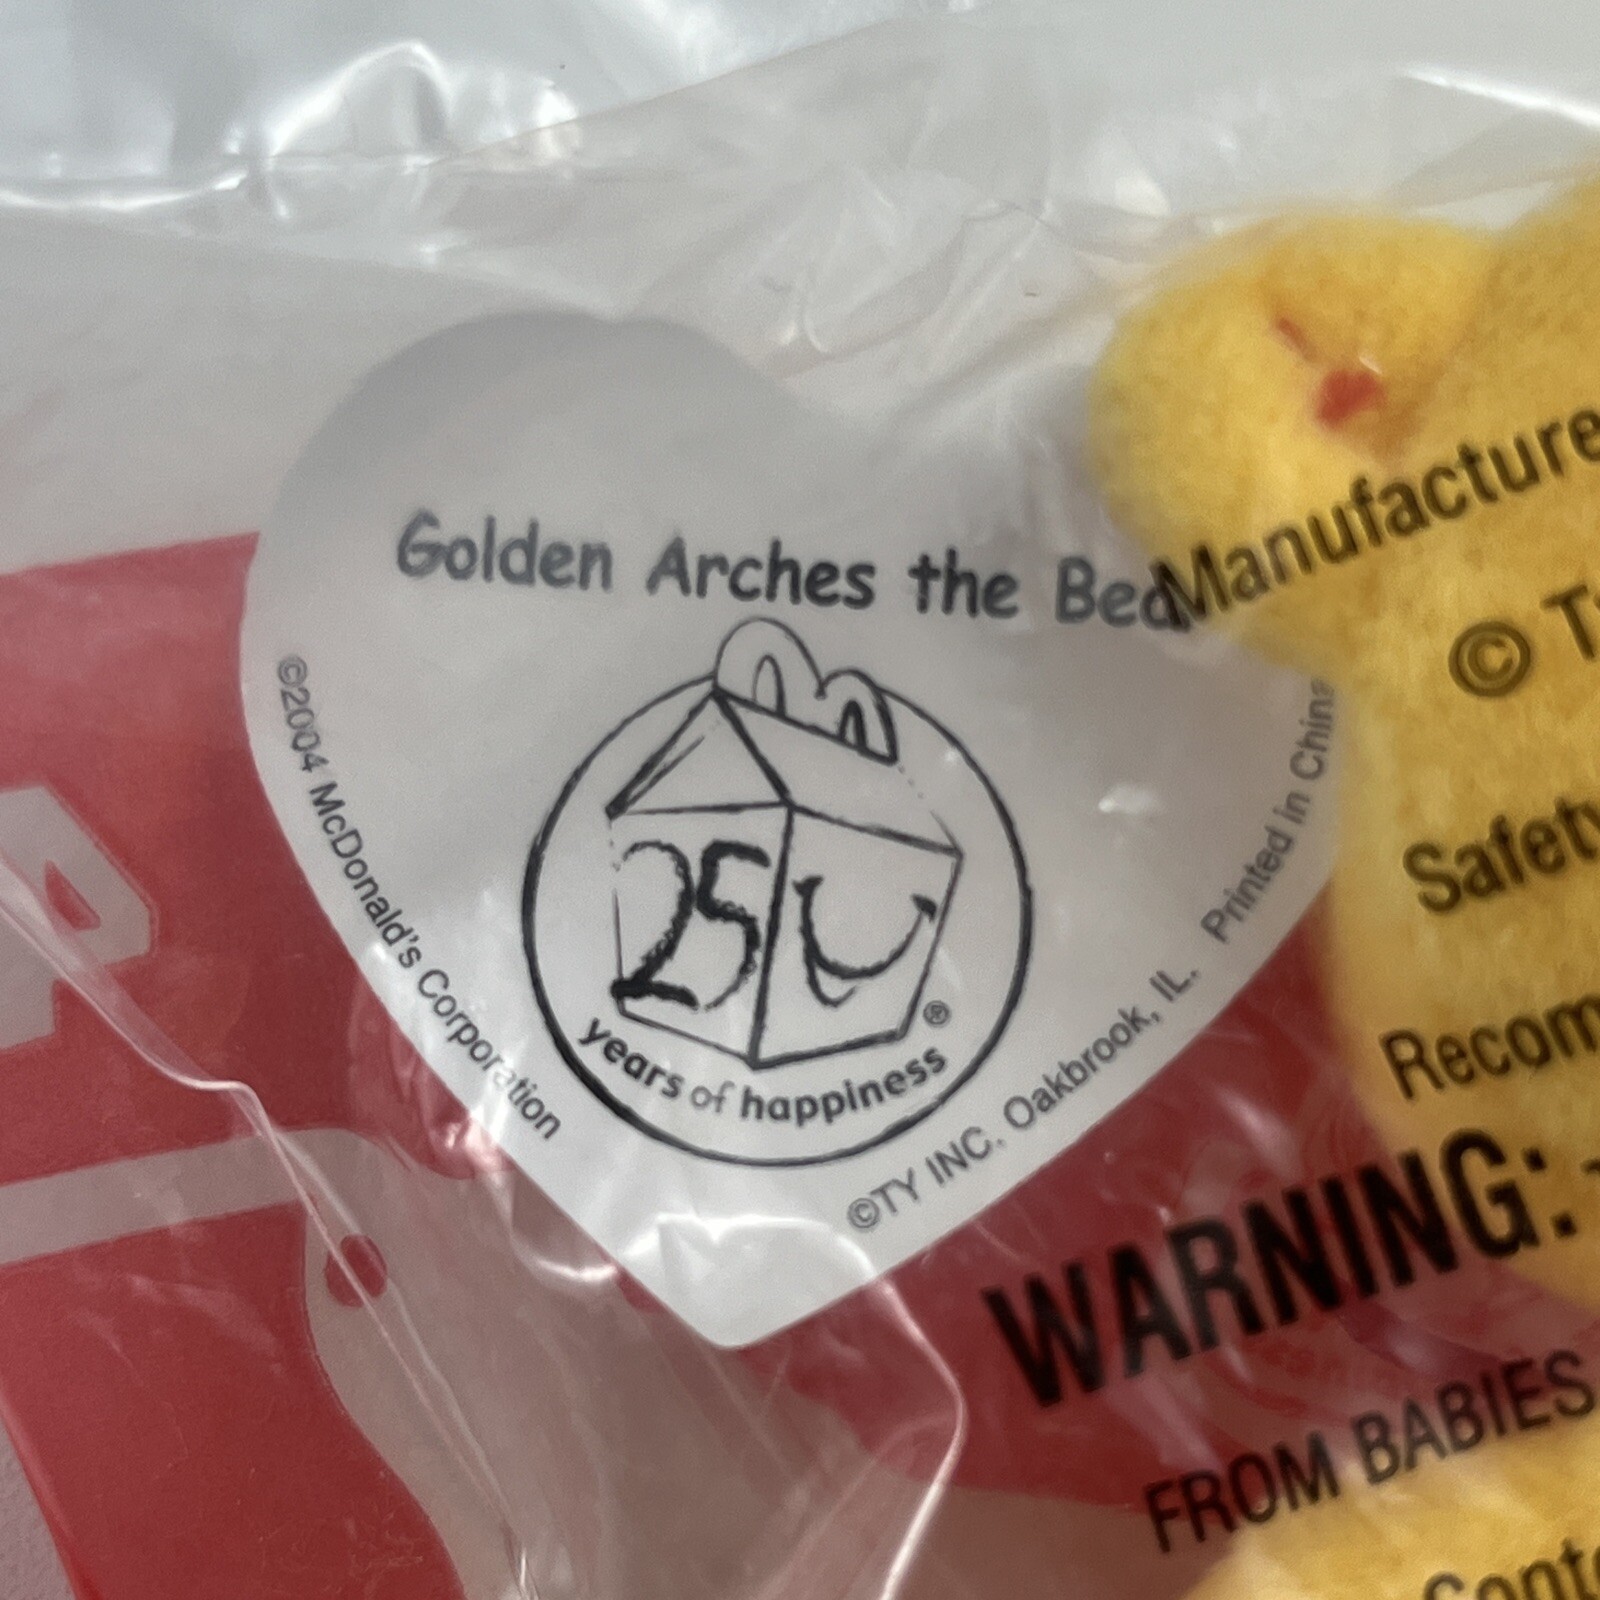 Golden Arches the Bea
©2004 McDonald's Corporation
25
years of happiness®
©TY INC. Oakbrook, IL. Printed in China
Manufacture
© T
Safety
Recom
WARNING:
FROM BABIES